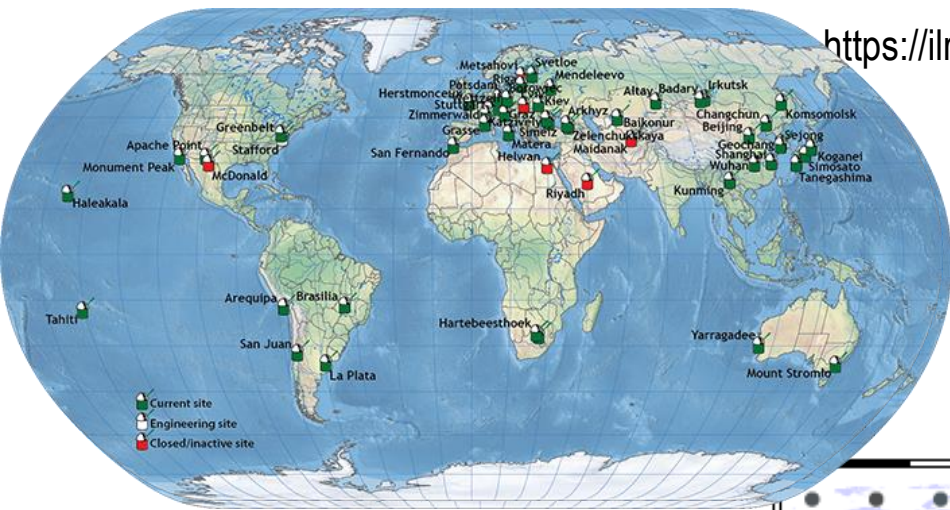 https://ilr
Metsahovi
Svetloe
Riga
Mendeleevo
Potsdam
Borowiec
Herstmonceux
Altay
Badary
Irkutsk
Kiev
Zimmerwald
Graz
Arkhyz
Changchun
Komsomolsk
Greenbelt
Katzively
Baikonur
Beijing
Grasse
Simeiz
Zelenchukskaya
Sejong
Stafford
Matera
Maidanak
Geochang
Apache Point
San Fernando
Helwan
Shanghai
Koganei
Monument Peak
McDonald
Wuhan
Simosato
Tanegashima
Riyadh
Kunming
Haleakala
Arequipa
Brasilia
Tahiti
Hartebeesthoek
Yarragadee
San Juan
La Plata
Mount Stromlo
Current site
Engineering site
Closed/inactive site